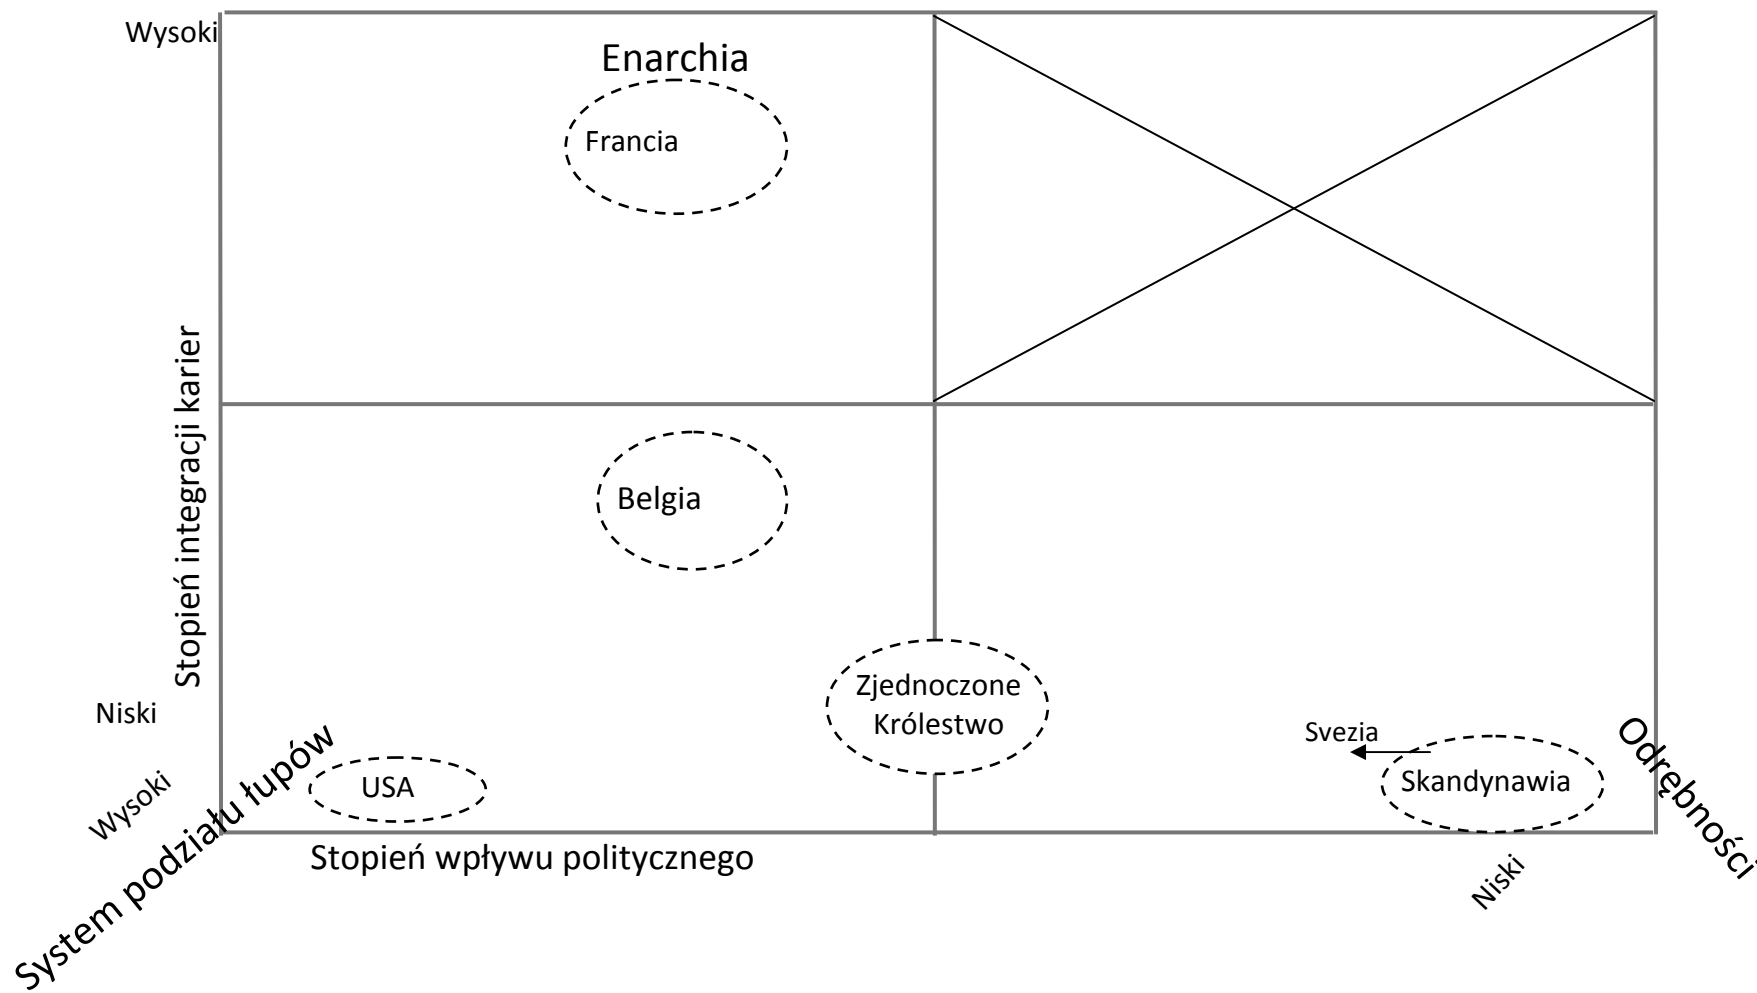 Wysoki
Enarchia
Francia
Stopień integracji karier
Belgia
Zjednoczone
Królestwo
Niski
Svezia
Odrębności
Skandynawia
USA
Wysoki
System podziału łupów
Stopień wpływu politycznego
Niski